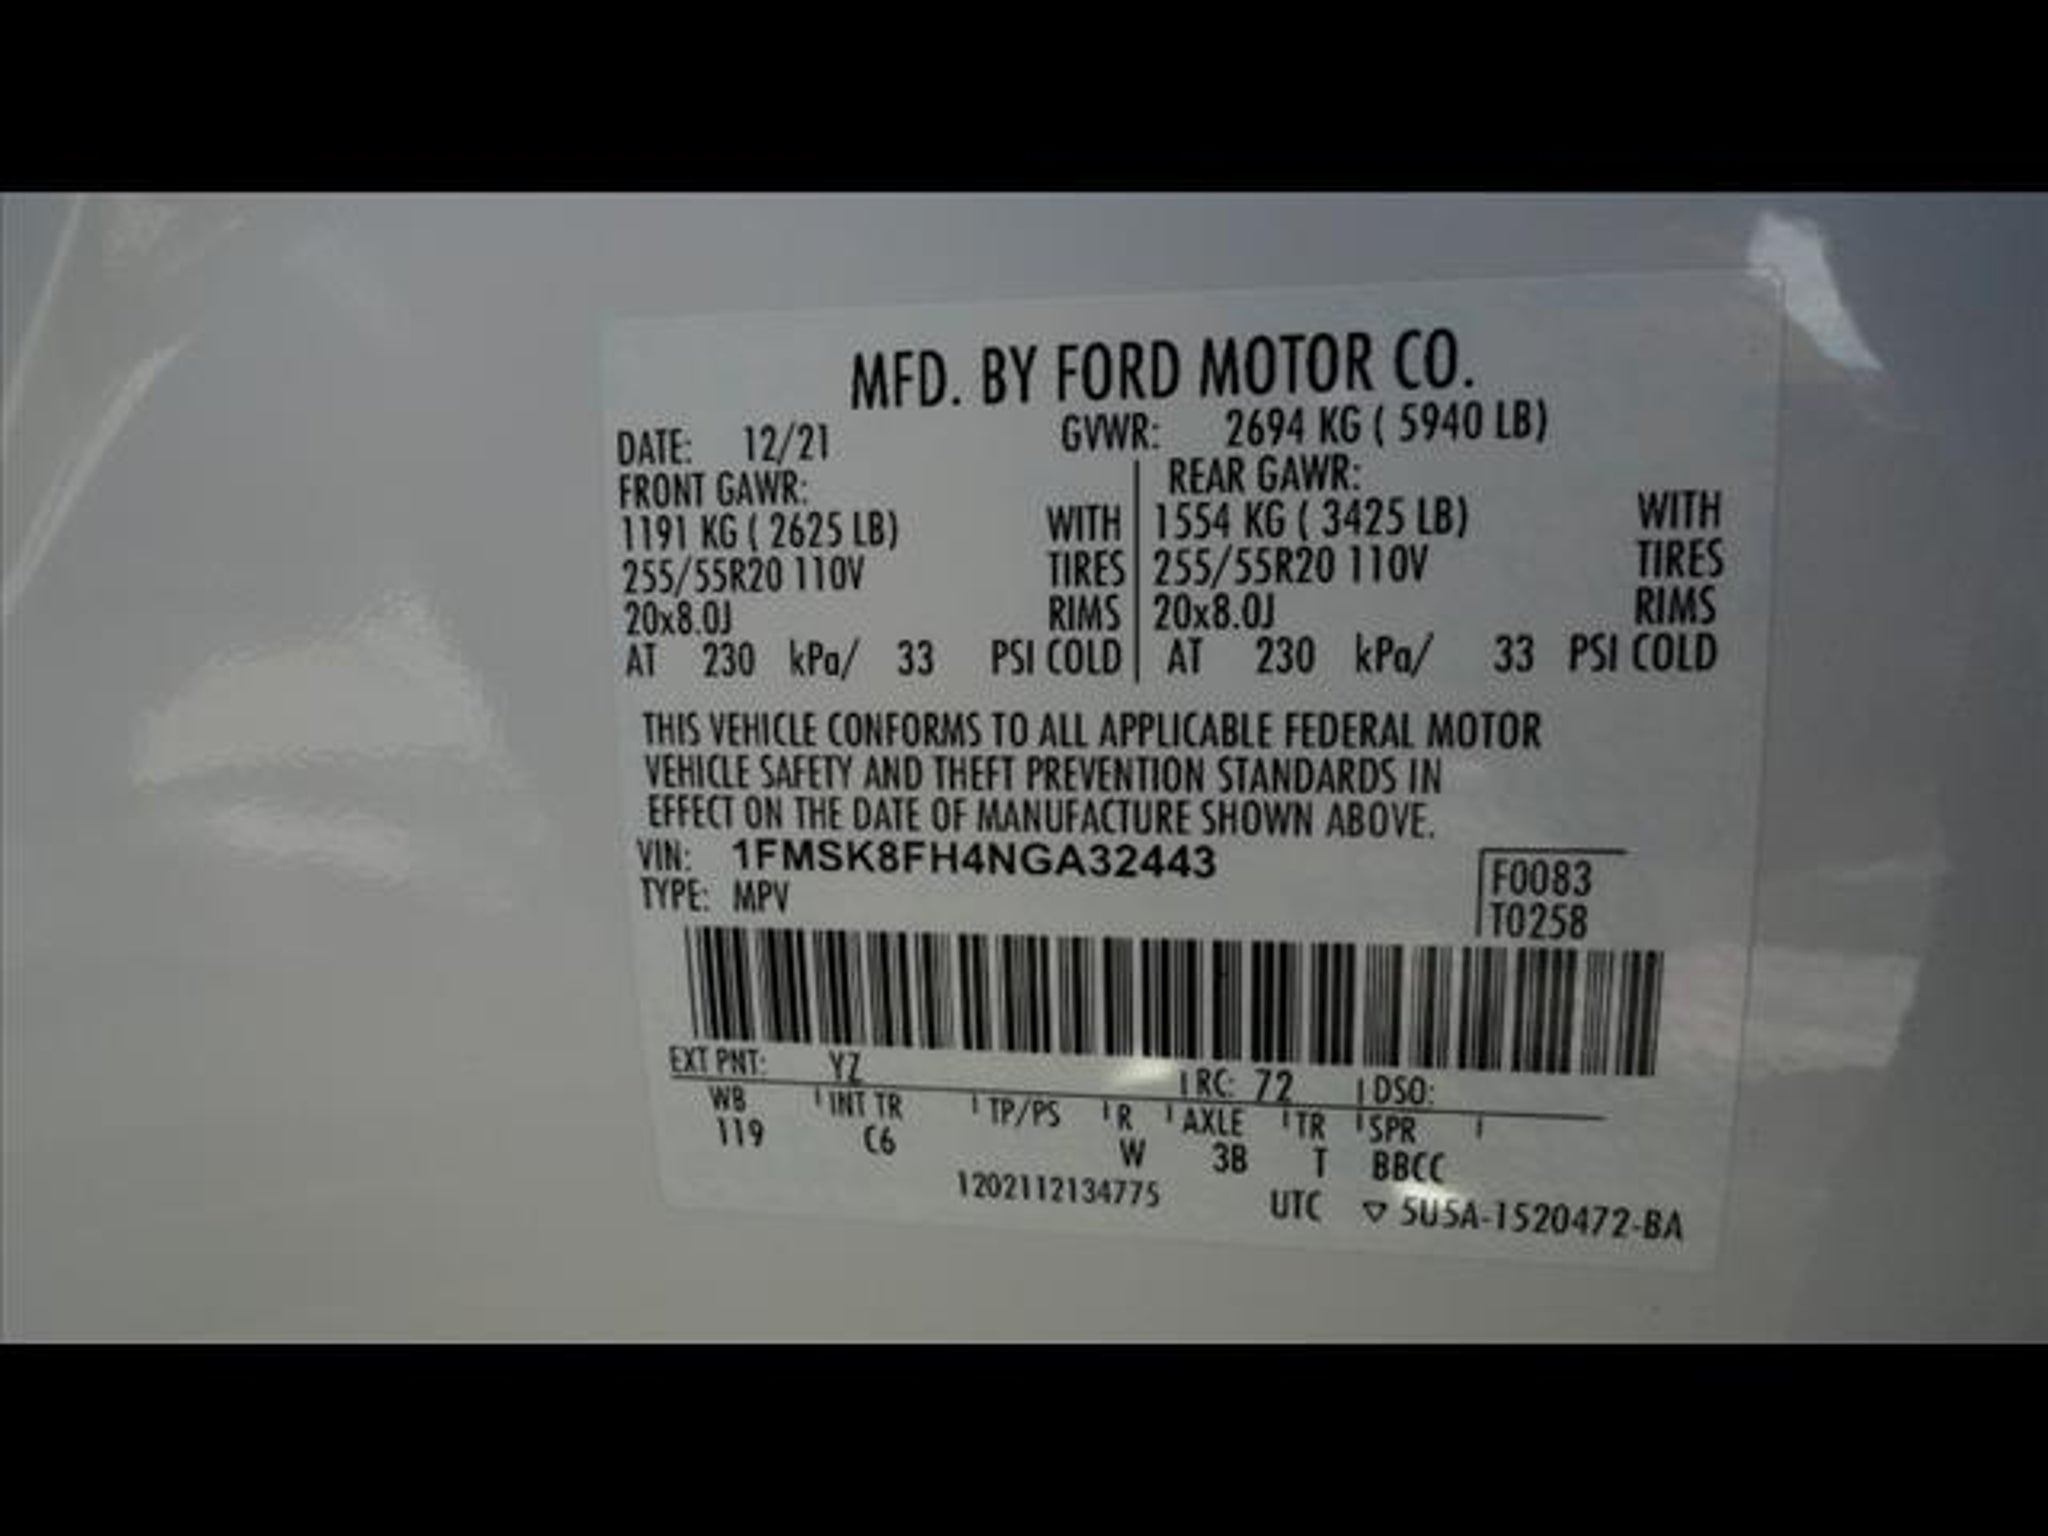 MFD. BY FORD MOTOR CO.
DATE: 12/21 GVWR: 2694 KG ( 5940 LB)
FRONT GAWR: REAR GAWR:
1191 KG ( 2625 LB) WITH 1554 KG ( 3425 LB) WITH
255/55R20 110V TIRES 255/55R20 110V TIRES
20x8.0J RIMS 20x8.0J RIMS
AT 230 kPa/ 33 PSI COLD AT 230 kPa/ 33 PSI COLD
THIS VEHICLE CONFORMS TO ALL APPLICABLE FEDERAL MOTOR
VEHICLE SAFETY AND THEFT PREVENTION STANDARDS IN
EFFECT ON THE DATE OF MANUFACTURE SHOWN ABOVE.
VIN: 1FMSK8FH4NGA32443
TYPE: MPV
F0083
T0258
EXT PNT: YZ RC: 72 DSO:
WB INT TR TP/PS R AXLE TR SPR
119 C6 W 3B T BBCC
1202112134775 UTC ▽ 5U5A-1520472-BA